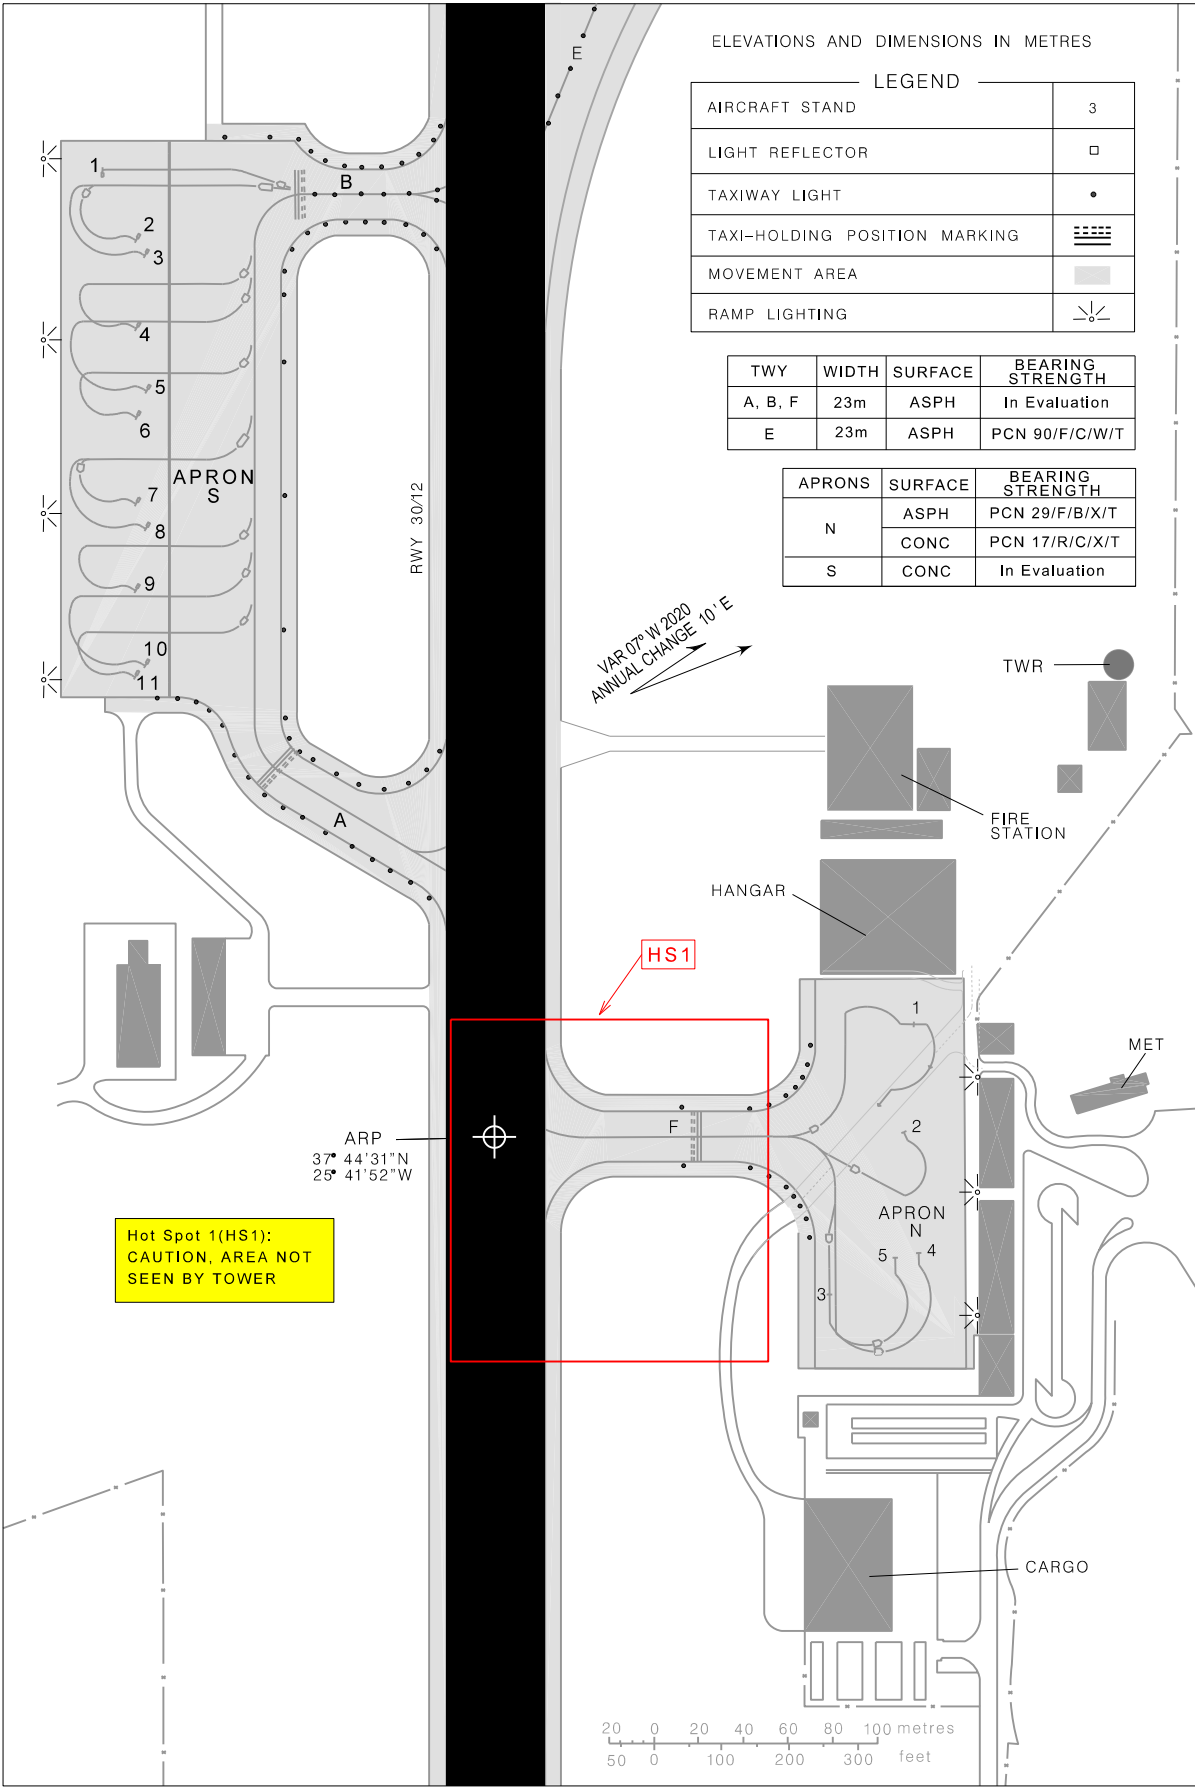 ELEVATIONS AND DIMENSIONS IN METRES
LEGEND
AIRCRAFT STAND 3
LIGHT REFLECTOR
TAXIWAY LIGHT
TAXI-HOLDING POSITION MARKING
MOVEMENT AREA
RAMP LIGHTING
TWY WIDTH SURFACE BEARING STRENGTH
A, B, F 23m ASPH In Evaluation
E 23m ASPH PCN 90/F/C/W/T
APRONS SURFACE BEARING STRENGTH
N ASPH PCN 29/F/B/X/T
CONC PCN 17/R/C/X/T
S CONC In Evaluation
E
1
B
2
3
4
5
6
APRON
S
7
8
9
10
11
RWY 30/12
A
VAR 07° W 2020
ANNUAL CHANGE 10' E
TWR
FIRE
STATION
HANGAR
HS1
1
MET
F
2
ARP
37° 44'31"N
25° 41'52"W
APRON
N
5
4
3
Hot Spot 1(HS1):
CAUTION, AREA NOT
SEEN BY TOWER
CARGO
20 0 20 40 60 80 100 metres
50 0 100 200 300 feet